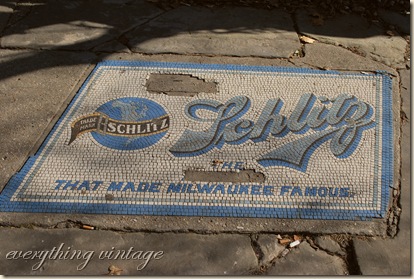 TRADE
MARK
SCHLITZ
Schlitz
THE
THAT MADE MILWAUKEE FAMOUS
everything vintage